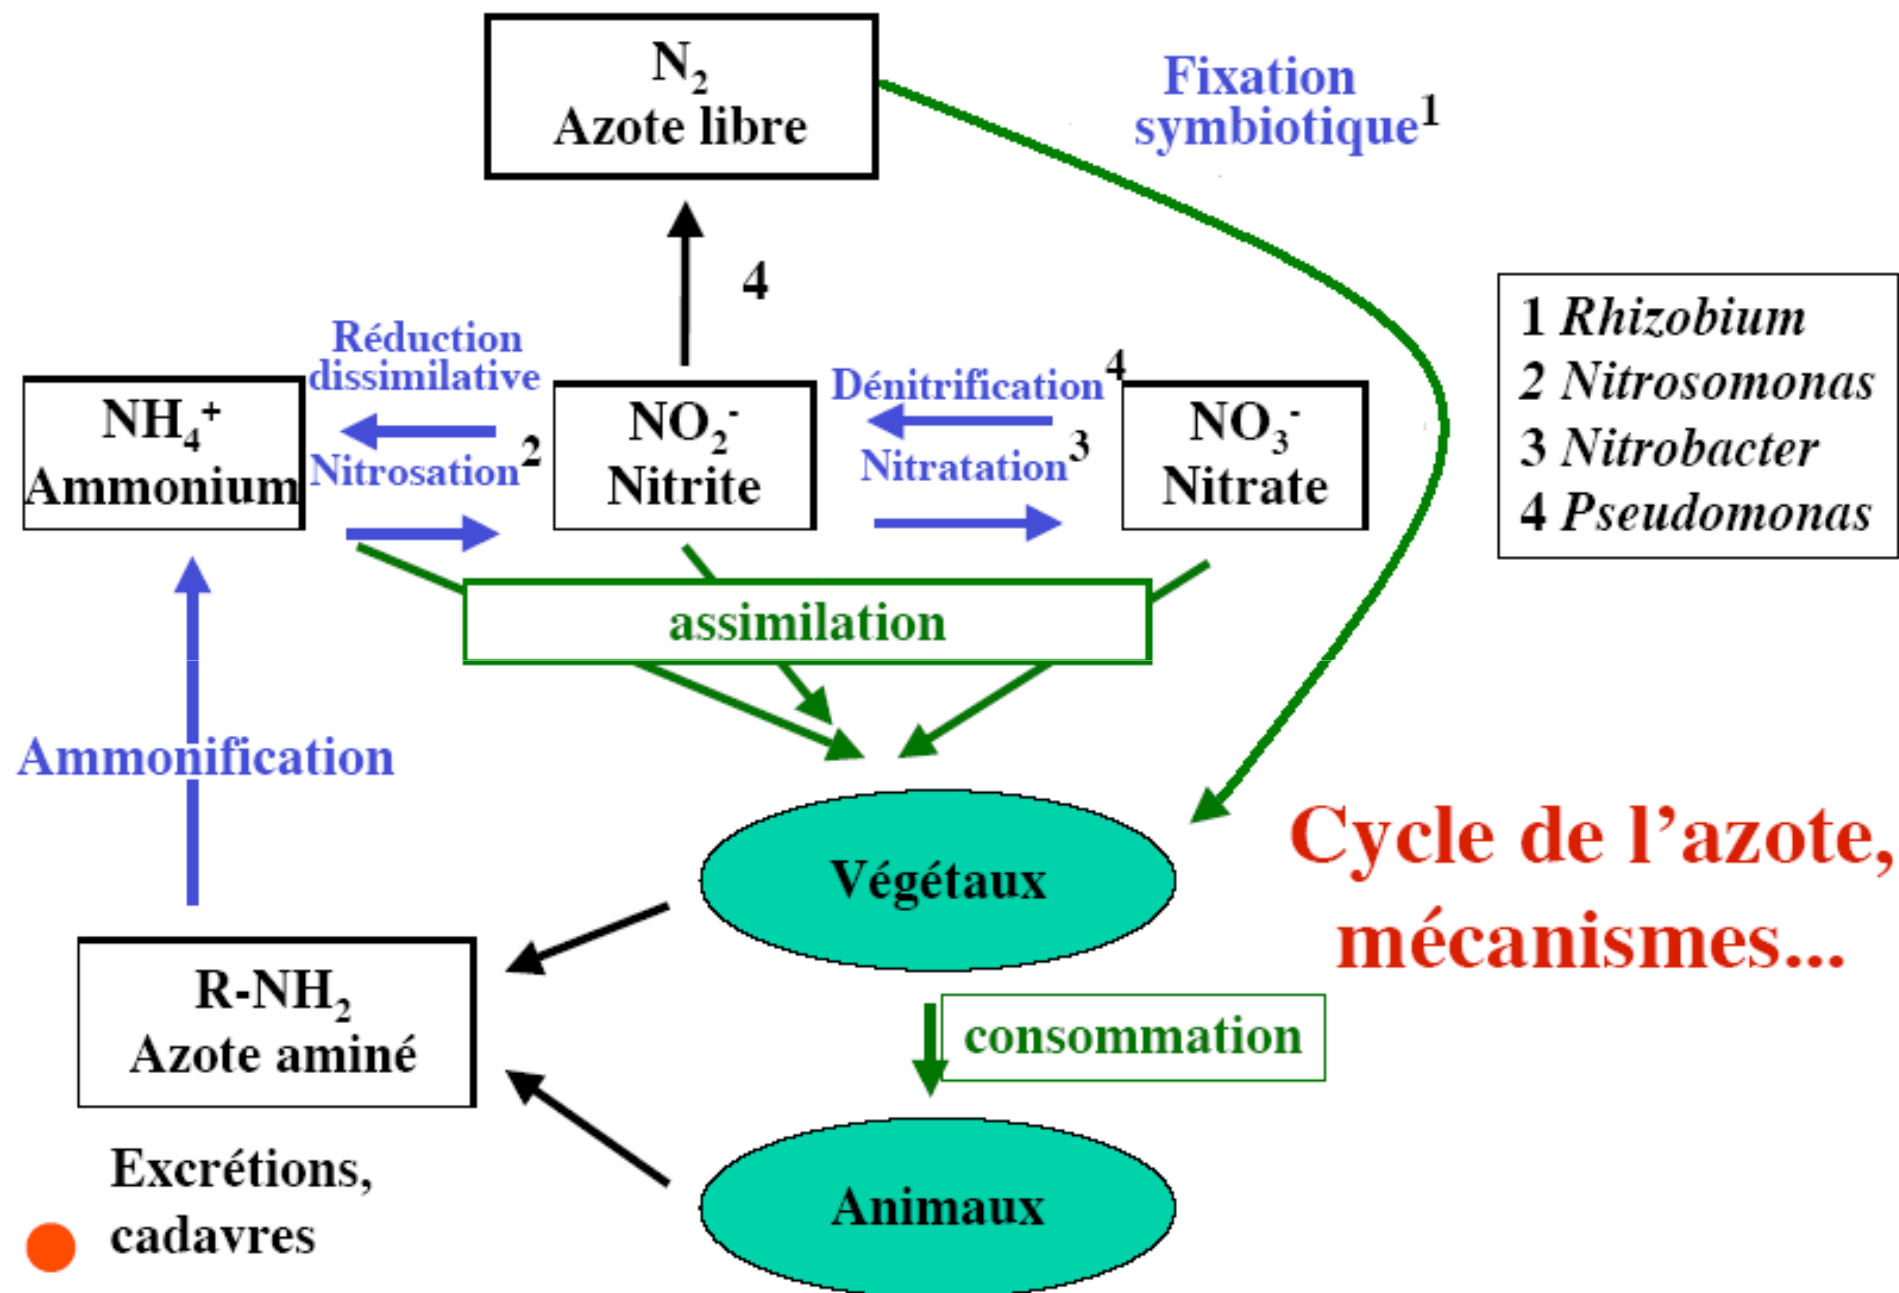 N₂
Azote libre
Fixation
symbiotique¹
4
1 Rhizobium
2 Nitrosomonas
3 Nitrobacter
4 Pseudomonas
Réduction
dissimilative
Nitrosation²
Dénitrification⁴
Nitratation³
NH₄⁺
Ammonium
NO₂⁻
Nitrite
NO₃⁻
Nitrate
assimilation
Ammonification
Végétaux
Cycle de l’azote,
mécanismes...
R-NH₂
Azote aminé
consommation
Excrétions,
cadavres
Animaux